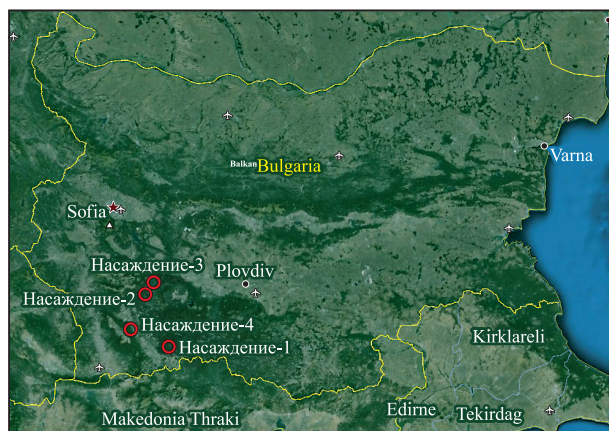 Varna
Balkan Bulgaria
Sofia
Насаждение-3
Plovdiv
Насаждение-2
Насаждение-4
Kirklareli
Насаждение-1
Makedonia Thraki
Edirne
Tekirdag